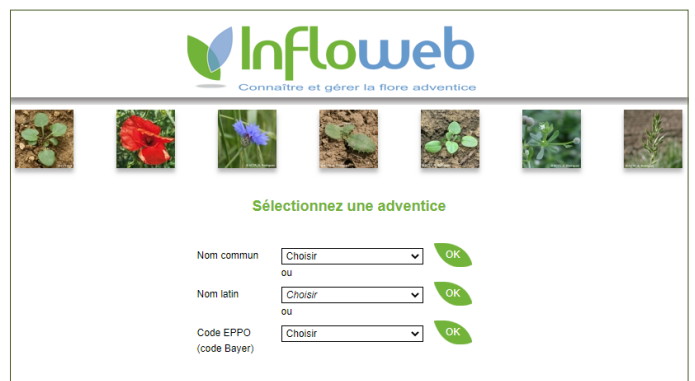 Infloweb
Connaître et gérer la flore adventice
Sélectionnez une adventice
Nom commun Choisir OK
ou
Nom latin Choisir OK
ou
Code EPPO Choisir OK
(code Bayer)